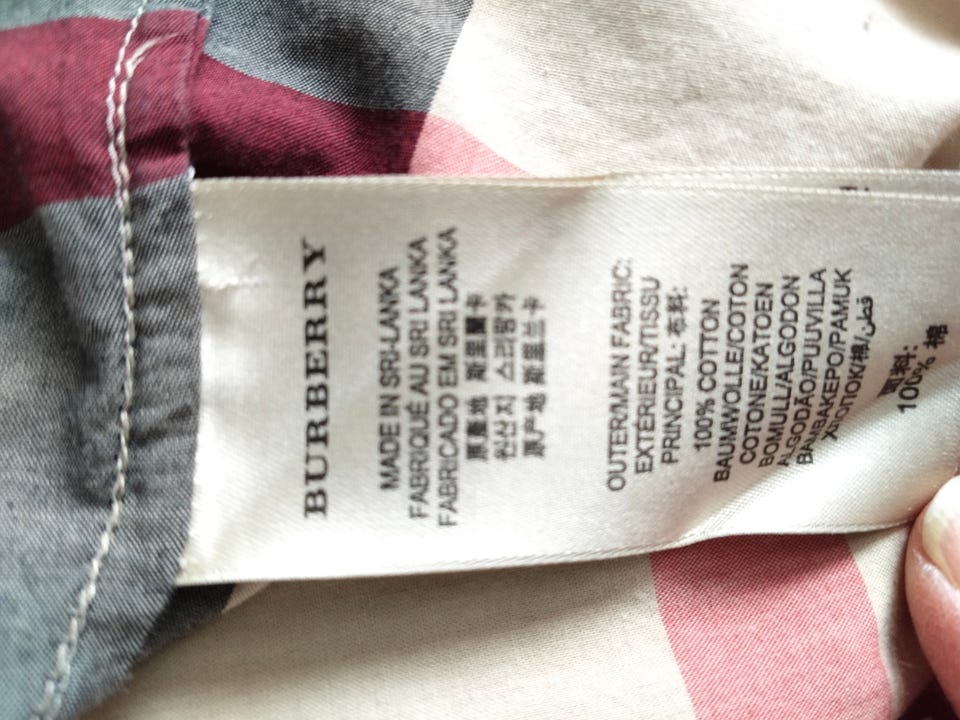 BURBERRY
MADE IN SRI-LANKA
FABRIQUÉ AU SRI LANKA
FABRICADO EM SRI LANKA
原產地 斯里蘭卡
원산지 스리랑카
原产地 斯里兰卡
OUTER/MAIN FABRIC:
EXTÉRIEUR/TISSU
PRINCIPAL: 布料:
100% COTTON
BAUMWOLLE/COTON
COTONE/KATOEN
BOMULL/ALGODON
ALGODÃO/PUUVILLA
BAMBAKEPO/PAMUK
ХЛОПОК/棉/棉/قطن
面料:
100% 棉